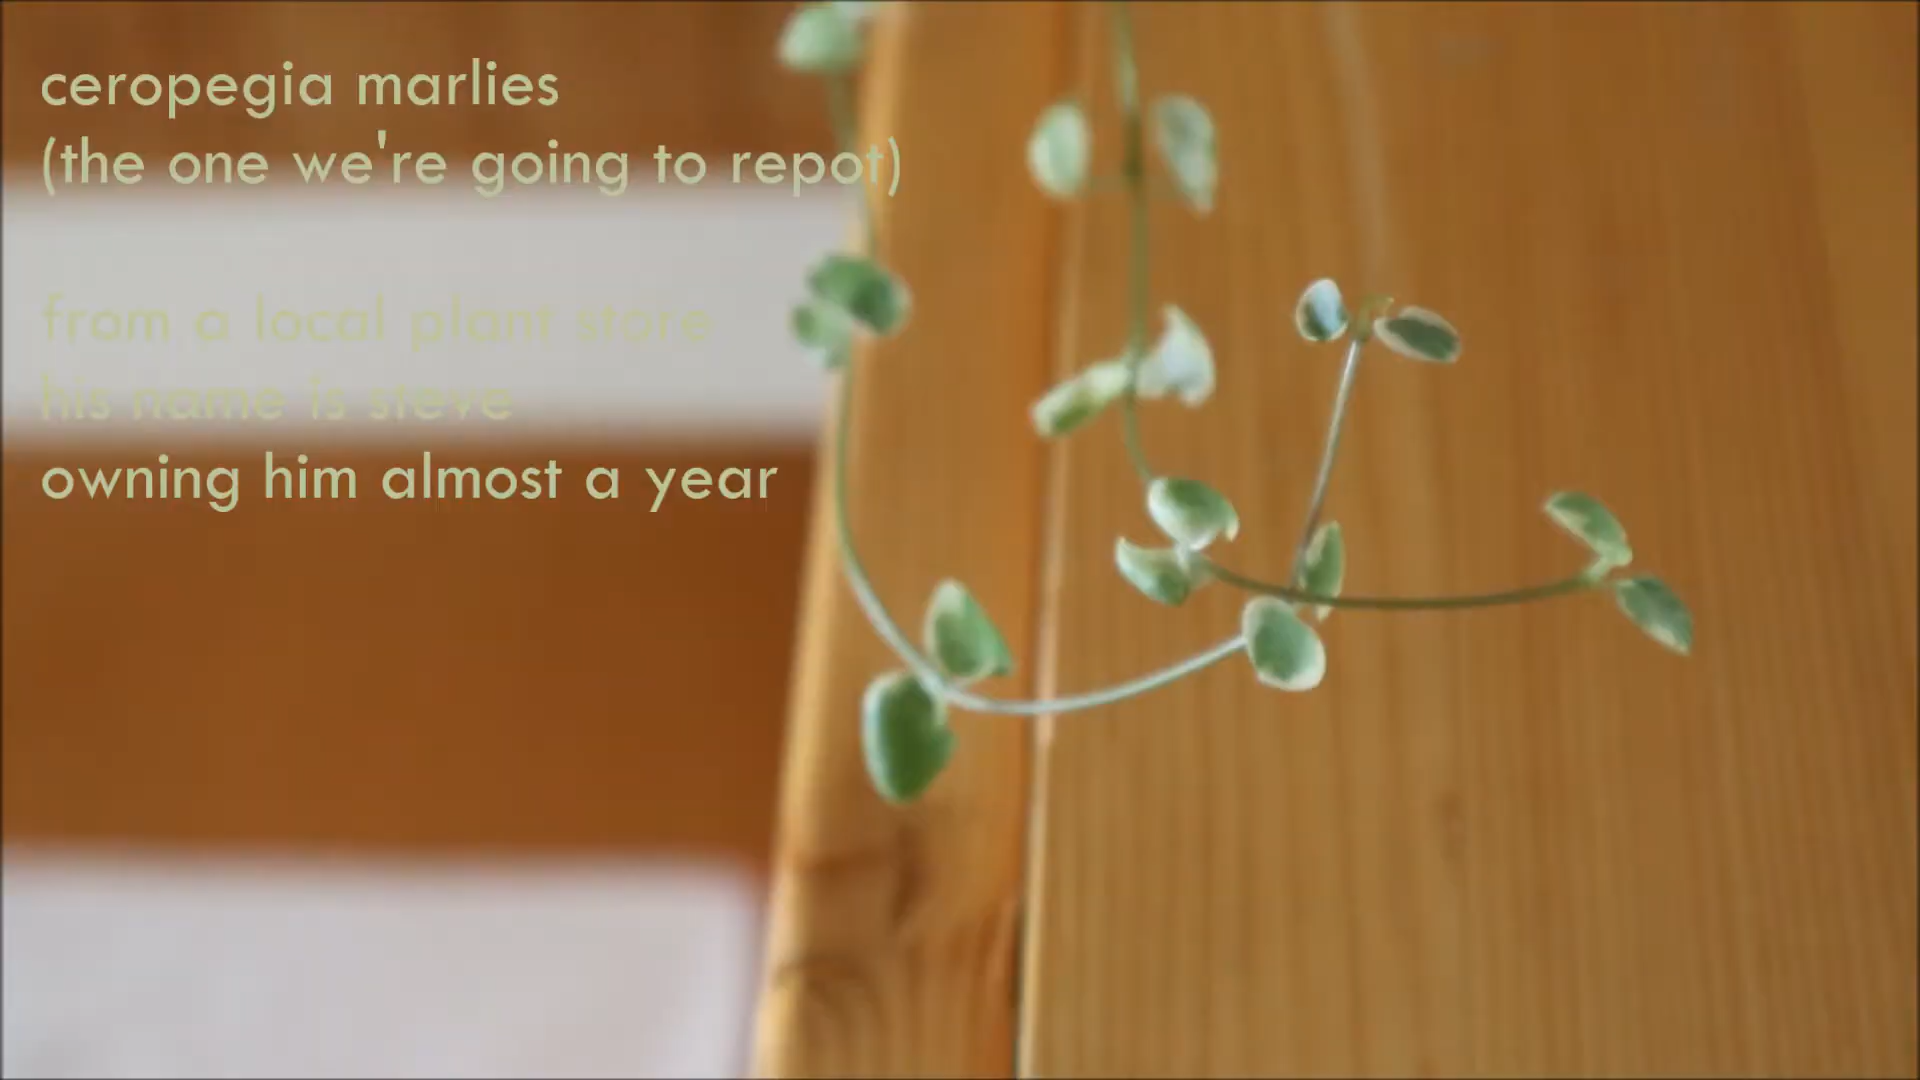 ceropegia marlies
(the one we're going to repot)
from a local plant store
his name is steve
owning him almost a year